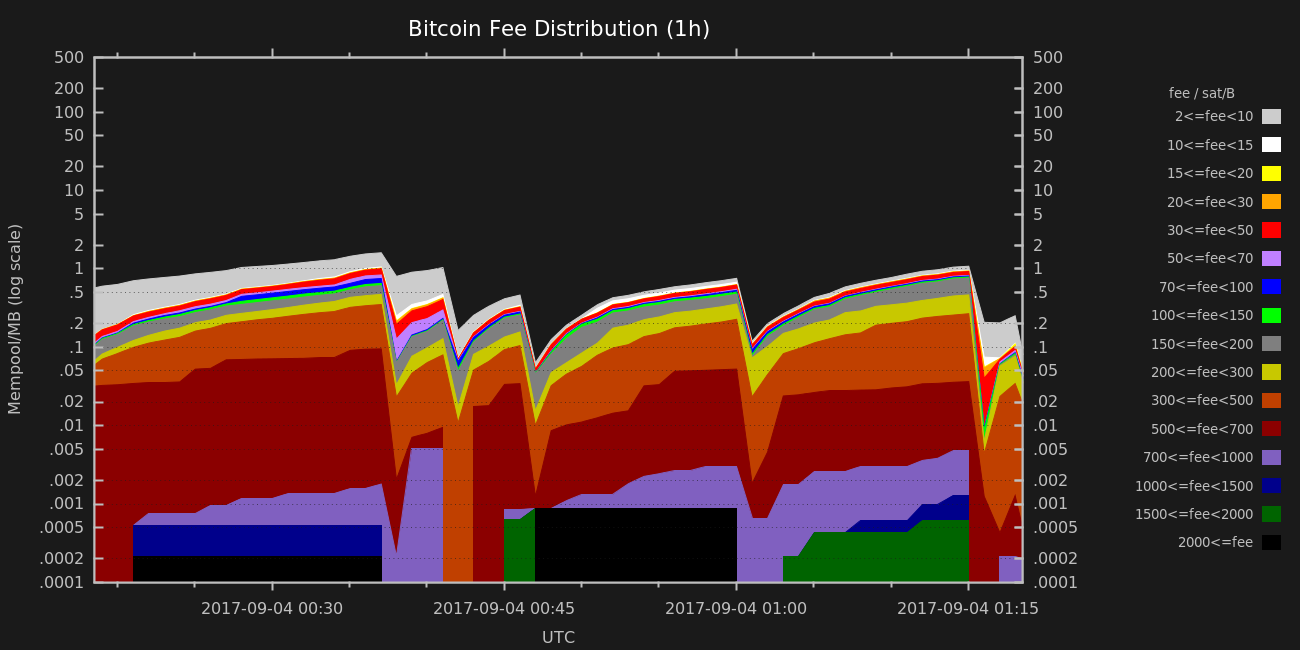 Bitcoin Fee Distribution (1h)
500 500
200 200
100 100
50 50
20 20
10 10
5 5
2 2
1 1
.5 .5
.2 .2
.1 .1
.05 .05
.02 .02
.01 .01
.005 .005
.002 .002
.001 .001
.0005 .0005
.0002 .0002
.0001 .0001
Mempool/MB (log scale)
2017-09-04 00:30 2017-09-04 00:45 2017-09-04 01:00 2017-09-04 01:15
UTC
fee / sat/B
2<=fee<10
10<=fee<15
15<=fee<20
20<=fee<30
30<=fee<50
50<=fee<70
70<=fee<100
100<=fee<150
150<=fee<200
200<=fee<300
300<=fee<500
500<=fee<700
700<=fee<1000
1000<=fee<1500
1500<=fee<2000
2000<=fee